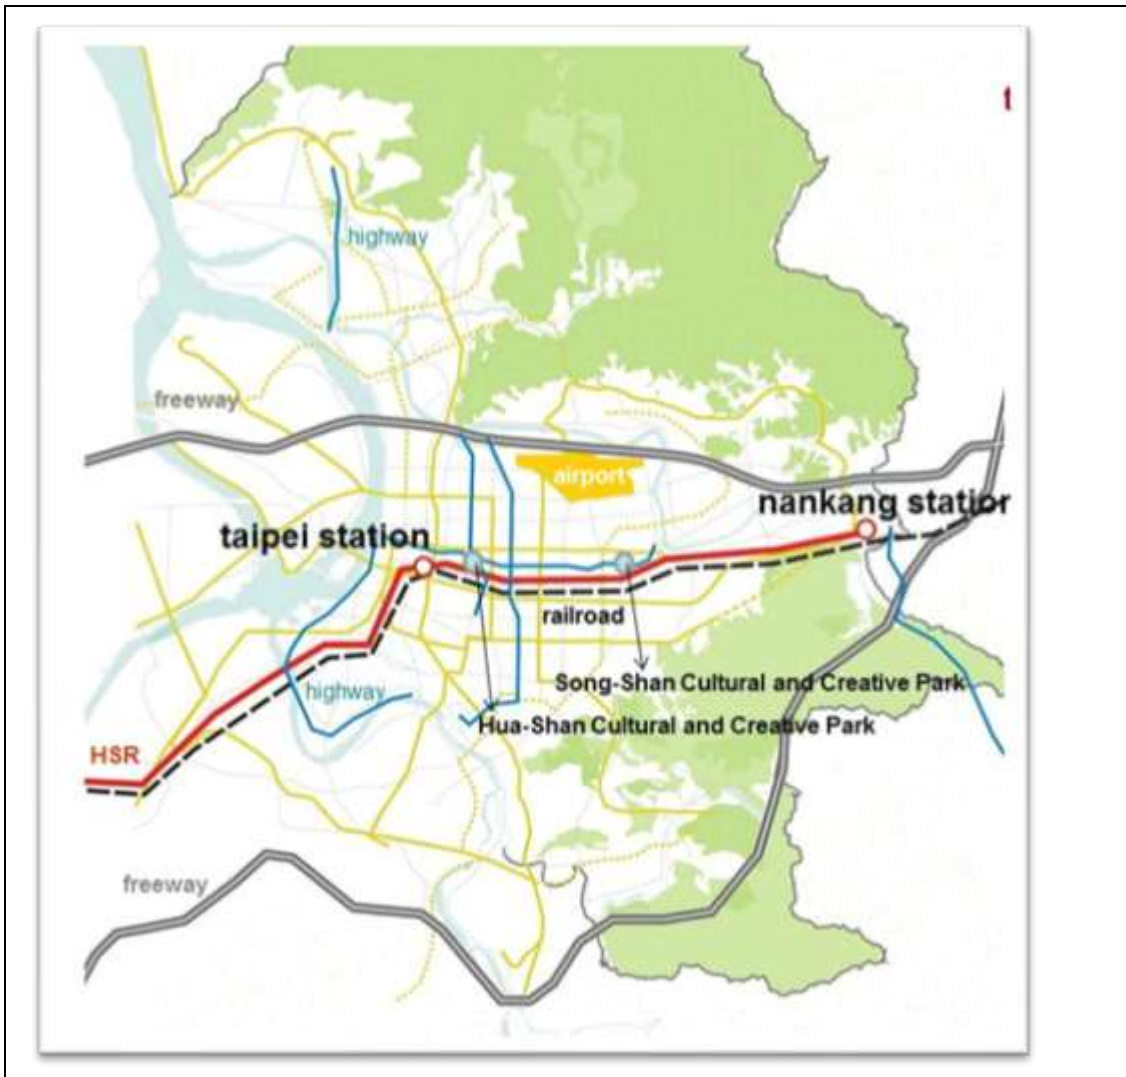 t
highway
freeway
airport
nankang station
taipei station
railroad
Song-Shan Cultural and Creative Park
highway
Hua-Shan Cultural and Creative Park
HSR
freeway